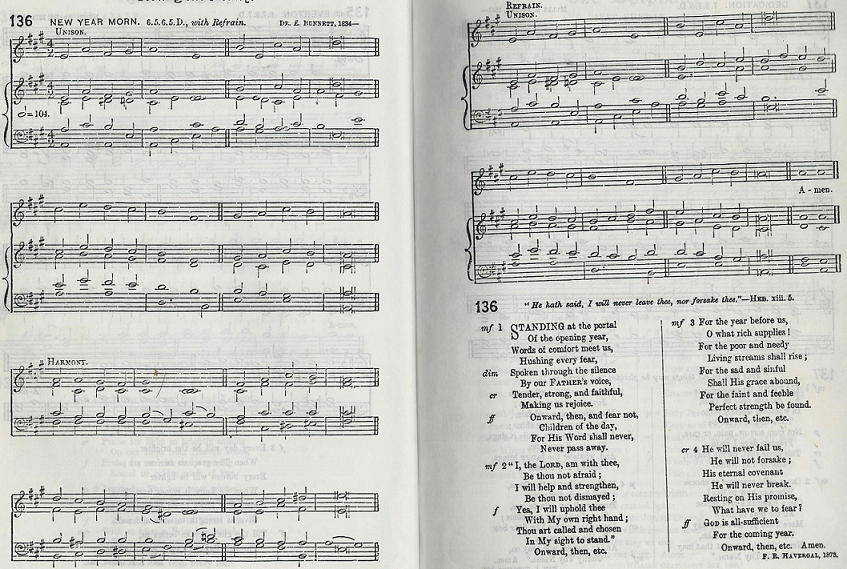 136 NEW YEAR MORN. 6.5.6.5.D., with Refrain. DR. E. BUNNETT, 1834—
UNISON.
=104.
HARMONY.
REFRAIN.
UNISON.
A - men.
136 "He hath said, I will never leave thee, nor forsake thee."—HEB. xiii. 5.
mf 1 STANDING at the portal
Of the opening year,
Words of comfort meet us,
Hushing every fear,
dim Spoken through the silence
By our FATHER'S voice,
cr Tender, strong, and faithful,
Making us rejoice.
ff Onward, then, and fear not,
Children of the day,
For His Word shall never,
Never pass away.
mf 2 "I, the LORD, am with thee,
Be thou not afraid;
I will help and strengthen,
Be thou not dismayed;
f Yea, I will uphold thee
With My own right hand;
Thou art called and chosen
In My sight to stand."
Onward, then, etc.
mf 3 For the year before us,
O what rich supplies!
For the poor and needy
Living streams shall rise;
For the sad and sinful
Shall His grace abound,
For the faint and feeble
Perfect strength be found.
Onward, then, etc.
cr 4 He will never fail us,
He will not forsake;
His eternal covenant
He will never break.
Resting on His promise,
What have we to fear?
ff GOD is all-sufficient
For the coming year.
Onward, then, etc. Amen.
F. R. HAVERGAL, 1873.